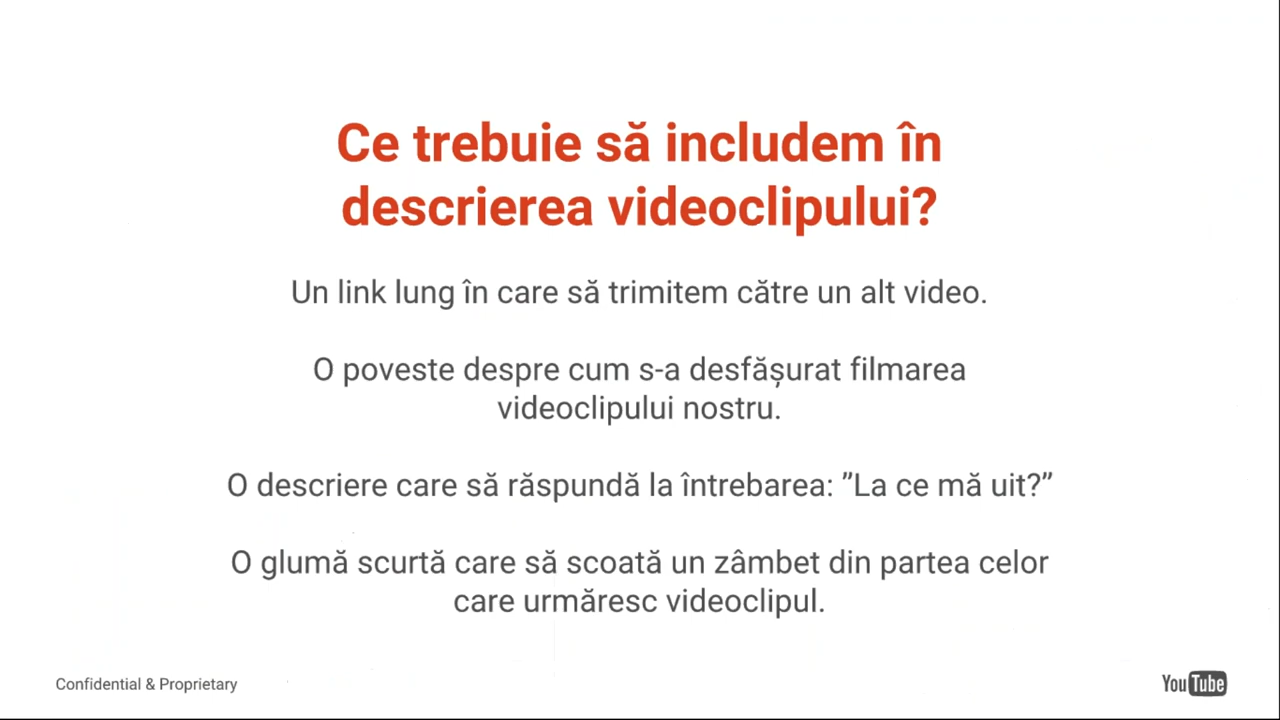 Ce trebuie să includem în
descrierea videoclipului?
Un link lung în care să trimitem către un alt video.
O poveste despre cum s-a desfășurat filmarea
videoclipului nostru.
O descriere care să răspundă la întrebarea: ”La ce mă uit?”
O glumă scurtă care să scoată un zâmbet din partea celor
care urmăresc videoclipul.
Confidential & Proprietary
YouTube